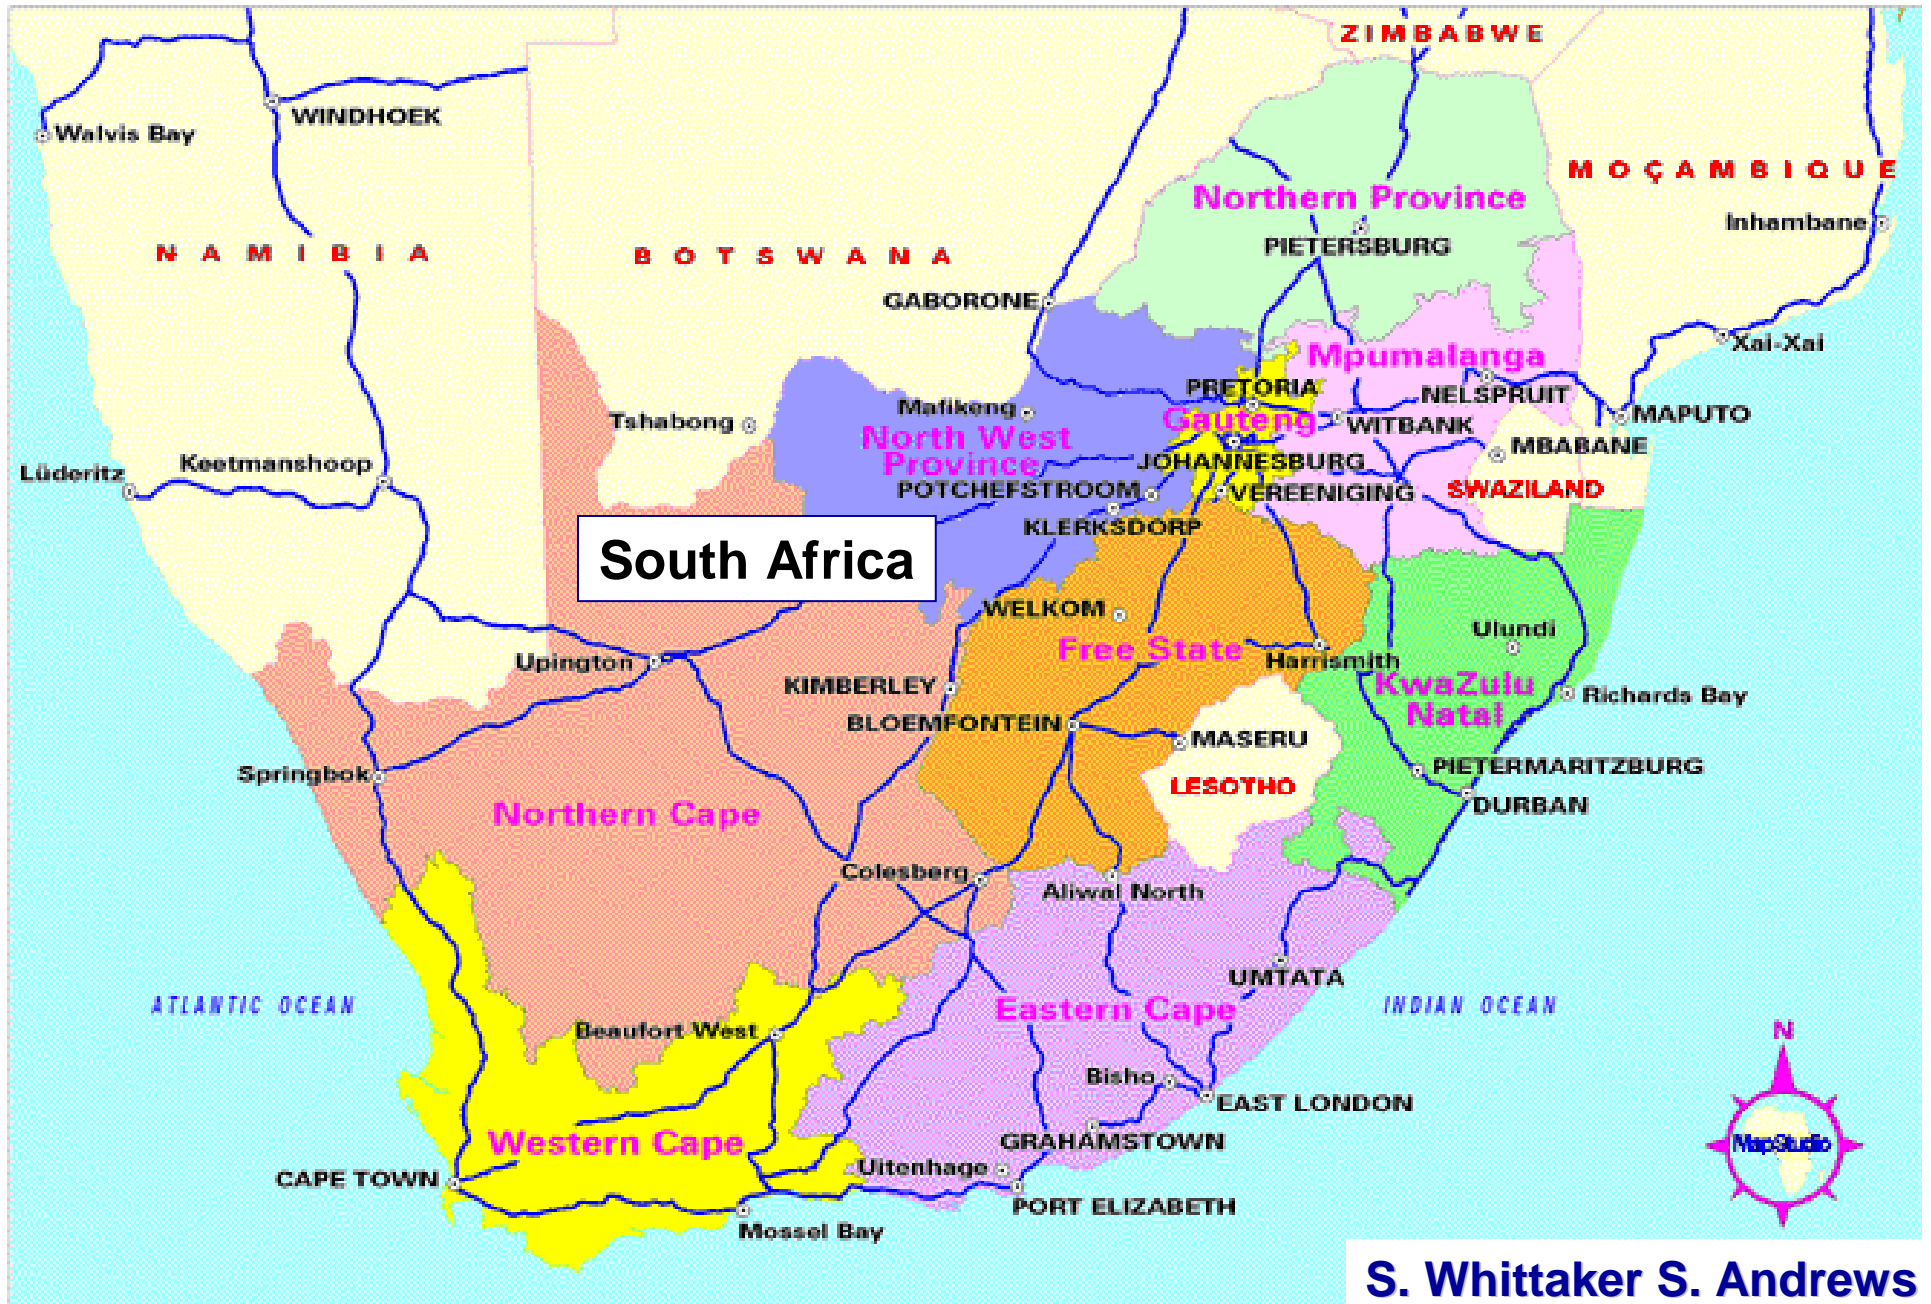 ZIMBABWE
WINDHOEK
Walvis Bay
MOÇAMBIQUE
Northern Province
Inhambane
PIETERSBURG
NAMIBIA
BOTSWANA
GABORONE
Xai-Xai
Mpumalanga
PRETORIA
NELSPRUIT
Mafikeng
MAPUTO
Tshabong
Gauteng
WITBANK
North West
Province
MBABANE
JOHANNESBURG
Keetmanshoop
Lüderitz
POTCHEFSTROOM
VEREENIGING
SWAZILAND
KLERKSDORP
South Africa
WELKOM
Ulundi
Free State
Harrismith
Upington
KIMBERLEY
KwaZulu
Natal
Richards Bay
BLOEMFONTEIN
MASERU
PIETERMARITZBURG
Springbok
LESOTHO
DURBAN
Northern Cape
Colesberg
Aliwal North
UMTATA
ATLANTIC OCEAN
Eastern Cape
INDIAN OCEAN
Beaufort West
N
Bisho
EAST LONDON
GRAHAMSTOWN
Western Cape
MapStudio
Uitenhage
CAPE TOWN
PORT ELIZABETH
Mossel Bay
S. Whittaker S. Andrews